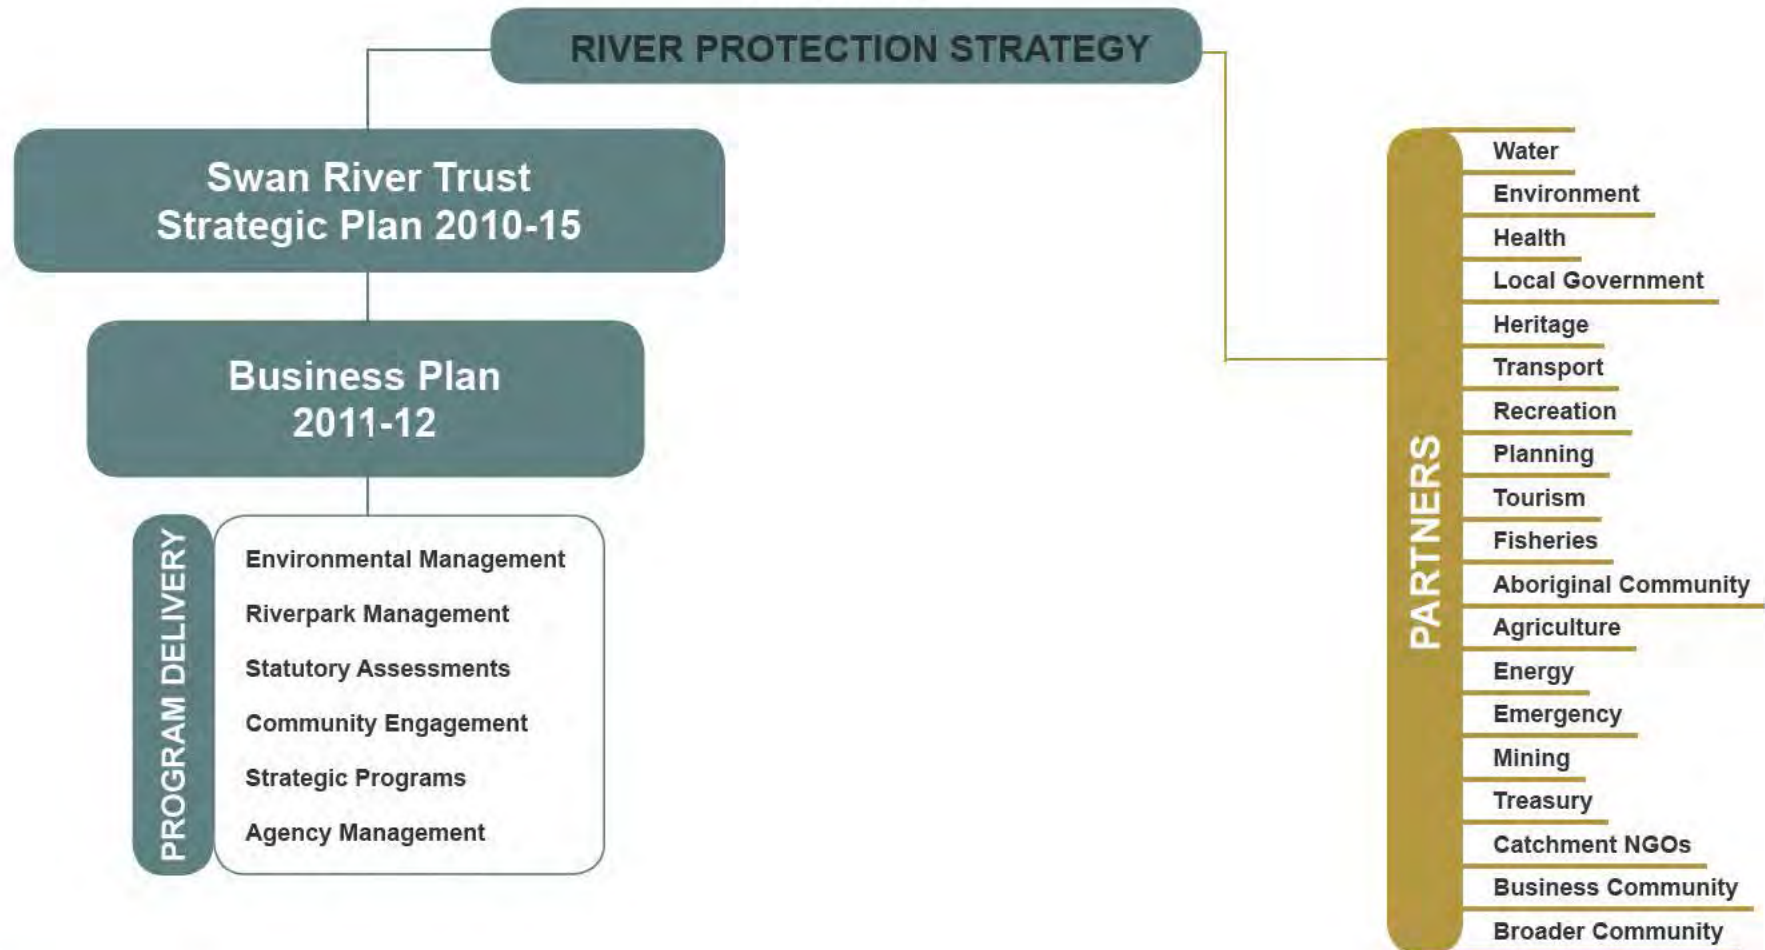 RIVER PROTECTION STRATEGY
Swan River Trust
Strategic Plan 2010-15
Business Plan
2011-12
PROGRAM DELIVERY
Environmental Management
Riverpark Management
Statutory Assessments
Community Engagement
Strategic Programs
Agency Management
PARTNERS
Water
Environment
Health
Local Government
Heritage
Transport
Recreation
Planning
Tourism
Fisheries
Aboriginal Community
Agriculture
Energy
Emergency
Mining
Treasury
Catchment NGOs
Business Community
Broader Community